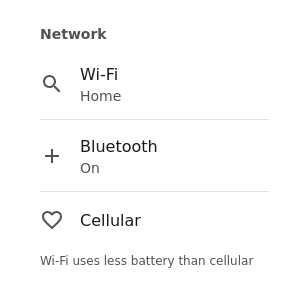 Network
Wi-Fi
Home
Bluetooth
On
Cellular
Wi-Fi uses less battery than cellular